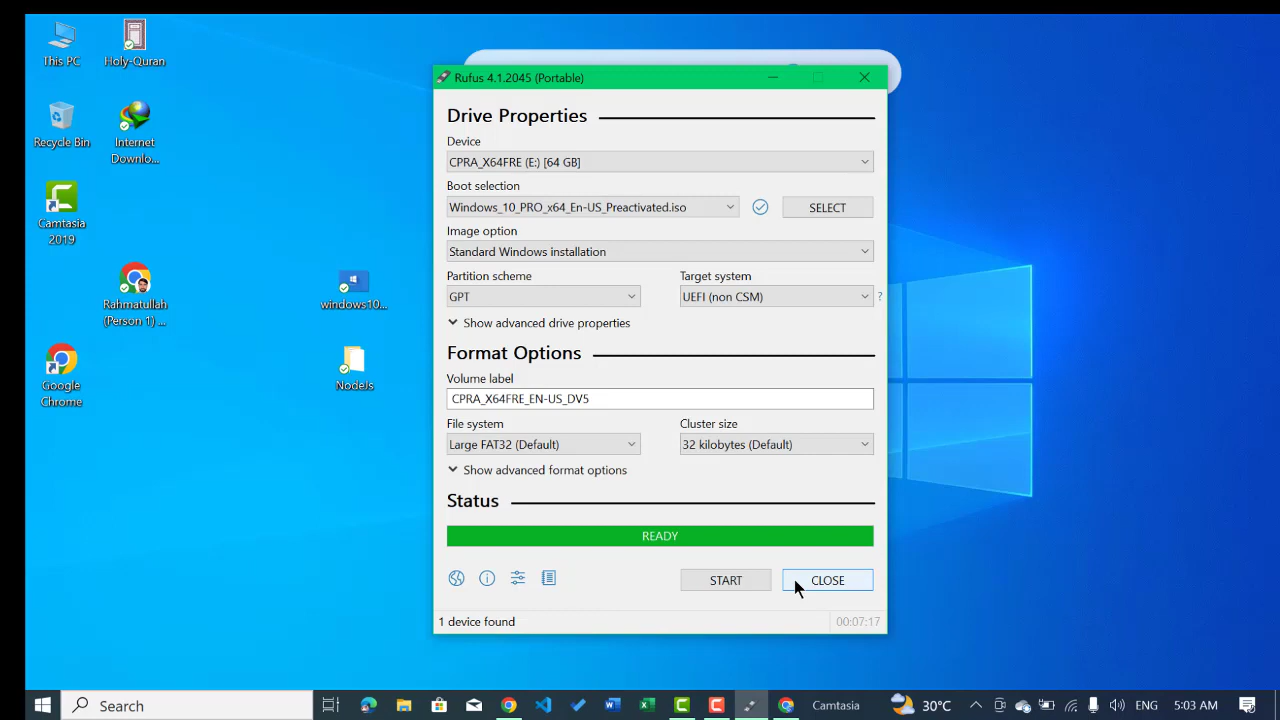 This PC
Holy-Quran
Recycle Bin
Internet
Downlo...
Camtasia
2019
Rahmatullah
(Person 1) ...
windows10...
Google
Chrome
NodeJs
Rufus 4.1.2045 (Portable)
Drive Properties
Device
CPRA_X64FRE (E:) [64 GB]
Boot selection
Windows_10_PRO_x64_En-US_Preactivated.iso
SELECT
Image option
Standard Windows installation
Partition scheme
Target system
GPT
UEFI (non CSM)
?
Show advanced drive properties
Format Options
Volume label
CPRA_X64FRE_EN-US_DV5
File system
Cluster size
Large FAT32 (Default)
32 kilobytes (Default)
Show advanced format options
Status
READY
START
CLOSE
1 device found
00:07:17
Search
Camtasia
30°C
ENG
5:03 AM